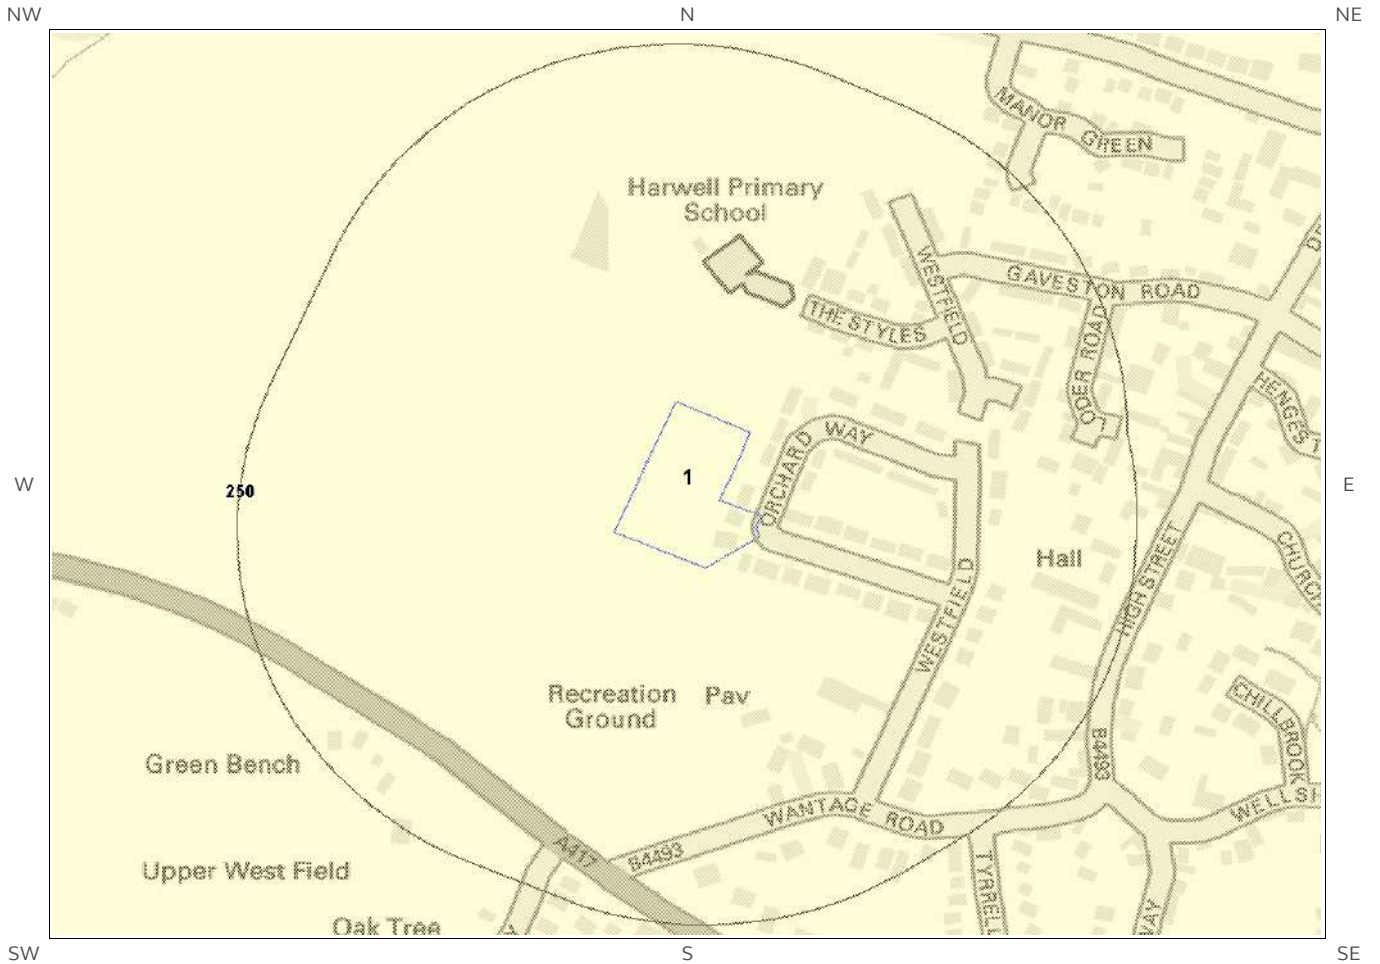 NW
N
NE
MANOR GREEN
Harwell Primary
School
WESTFIELD
GAVESTON ROAD
THE STYLES
LODER ROAD
HENGEST
ORCHARD WAY
1
W
250
E
Hall
HIGH STREET
CHURCH
WESTFIELD
Recreation
Ground
Pav
CHILLBROOK
B4493
Green Bench
WANTAGE ROAD
WELLSH
A417
B4493
Upper West Field
TYRRELL
WAY
Oak Tree
SW
S
SE